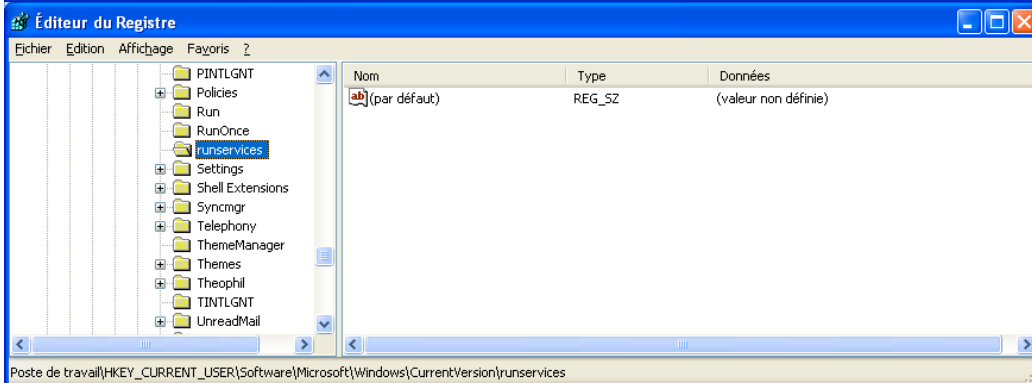 Éditeur du Registre
Fichier Edition Affichage Favoris ?
PINTLGNT
Policies
Run
RunOnce
runservices
Settings
Shell Extensions
Syncmgr
Telephony
ThemeManager
Themes
Theophil
TINTLGNT
UnreadMail
Nom Type Données
ab (par défaut) REG_SZ (valeur non définie)
Poste de travail\HKEY_CURRENT_USER\Software\Microsoft\Windows\CurrentVersion\runservices